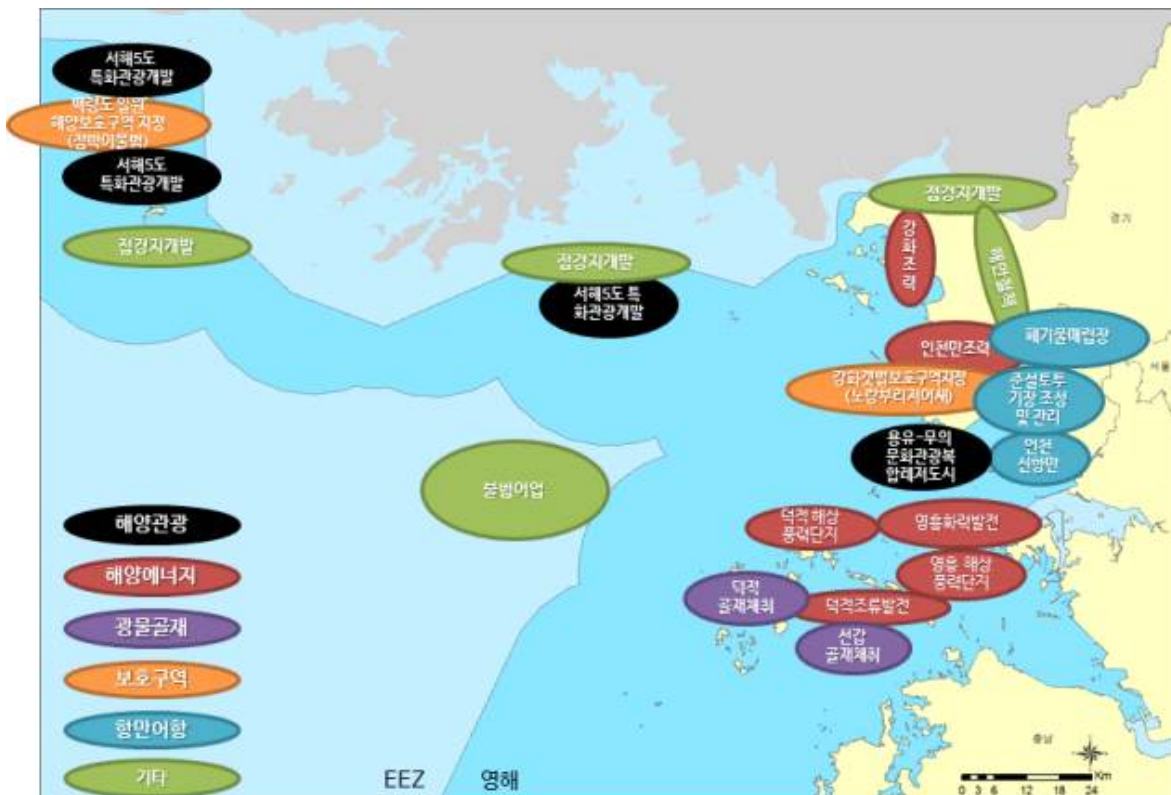 서해5도
특화관광개발
백령도 일원
해양보호구역 지정
(점박이물범)
서해5도
특화관광개발
접경지개발
접경지개발
서해5도 특
화관광개발
접경지개발
강화조력
해안철책
경기
인천만조력
폐기물매립장
서울
강화갯벌보호구역지정
(노랑부리저어새)
준설토투
기장 조성
및 관리
용유-무의
문화관광복
합레저도시
인천
신항만
불법어업
덕적 해상
풍력단지
영흥화력발전
영흥 해상
풍력단지
덕적
골재채취
덕적조류발전
선갑
골재채취
해양관광
해양에너지
광물골재
보호구역
항만어항
기타
EEZ
영해
충남
Km
0 3 6 12 18 24